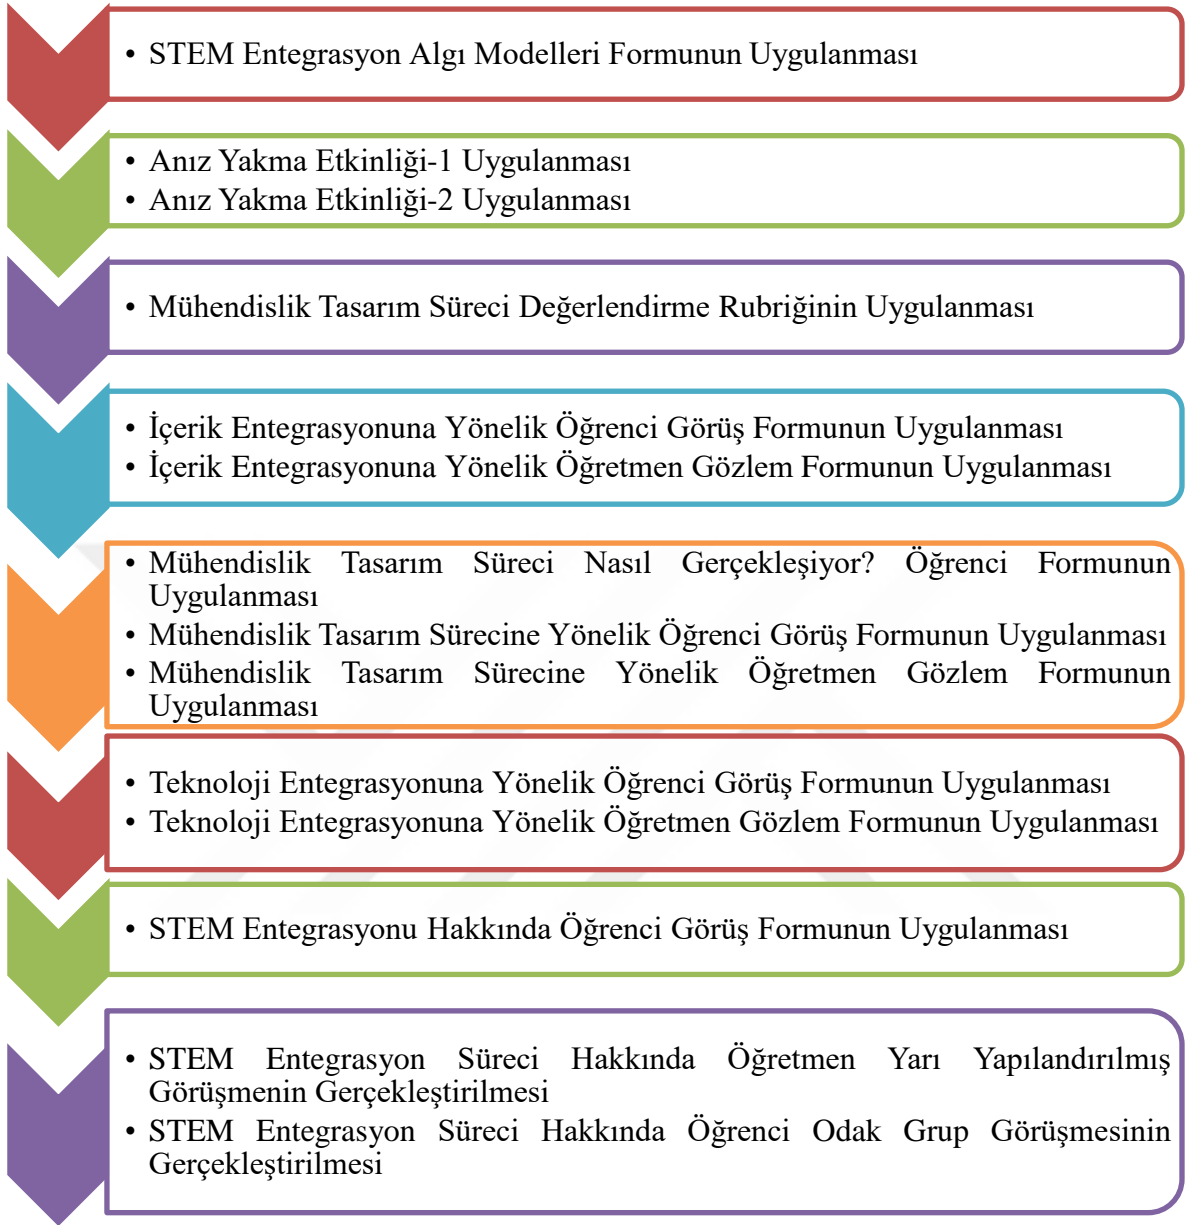 • STEM Entegrasyon Algı Modelleri Formunun Uygulanması
• Anız Yakma Etkinliği-1 Uygulanması
• Anız Yakma Etkinliği-2 Uygulanması
• Mühendislik Tasarım Süreci Değerlendirme Rubriğinin Uygulanması
• İçerik Entegrasyonuna Yönelik Öğrenci Görüş Formunun Uygulanması
• İçerik Entegrasyonuna Yönelik Öğretmen Gözlem Formunun Uygulanması
• Mühendislik Tasarım Süreci Nasıl Gerçekleşiyor? Öğrenci Formunun
Uygulanması
• Mühendislik Tasarım Sürecine Yönelik Öğrenci Görüş Formunun Uygulanması
• Mühendislik Tasarım Sürecine Yönelik Öğretmen Gözlem Formunun
Uygulanması
• Teknoloji Entegrasyonuna Yönelik Öğrenci Görüş Formunun Uygulanması
• Teknoloji Entegrasyonuna Yönelik Öğretmen Gözlem Formunun Uygulanması
• STEM Entegrasyonu Hakkında Öğrenci Görüş Formunun Uygulanması
• STEM Entegrasyon Süreci Hakkında Öğretmen Yarı Yapılandırılmış
Görüşmenin Gerçekleştirilmesi
• STEM Entegrasyon Süreci Hakkında Öğrenci Odak Grup Görüşmesinin
Gerçekleştirilmesi